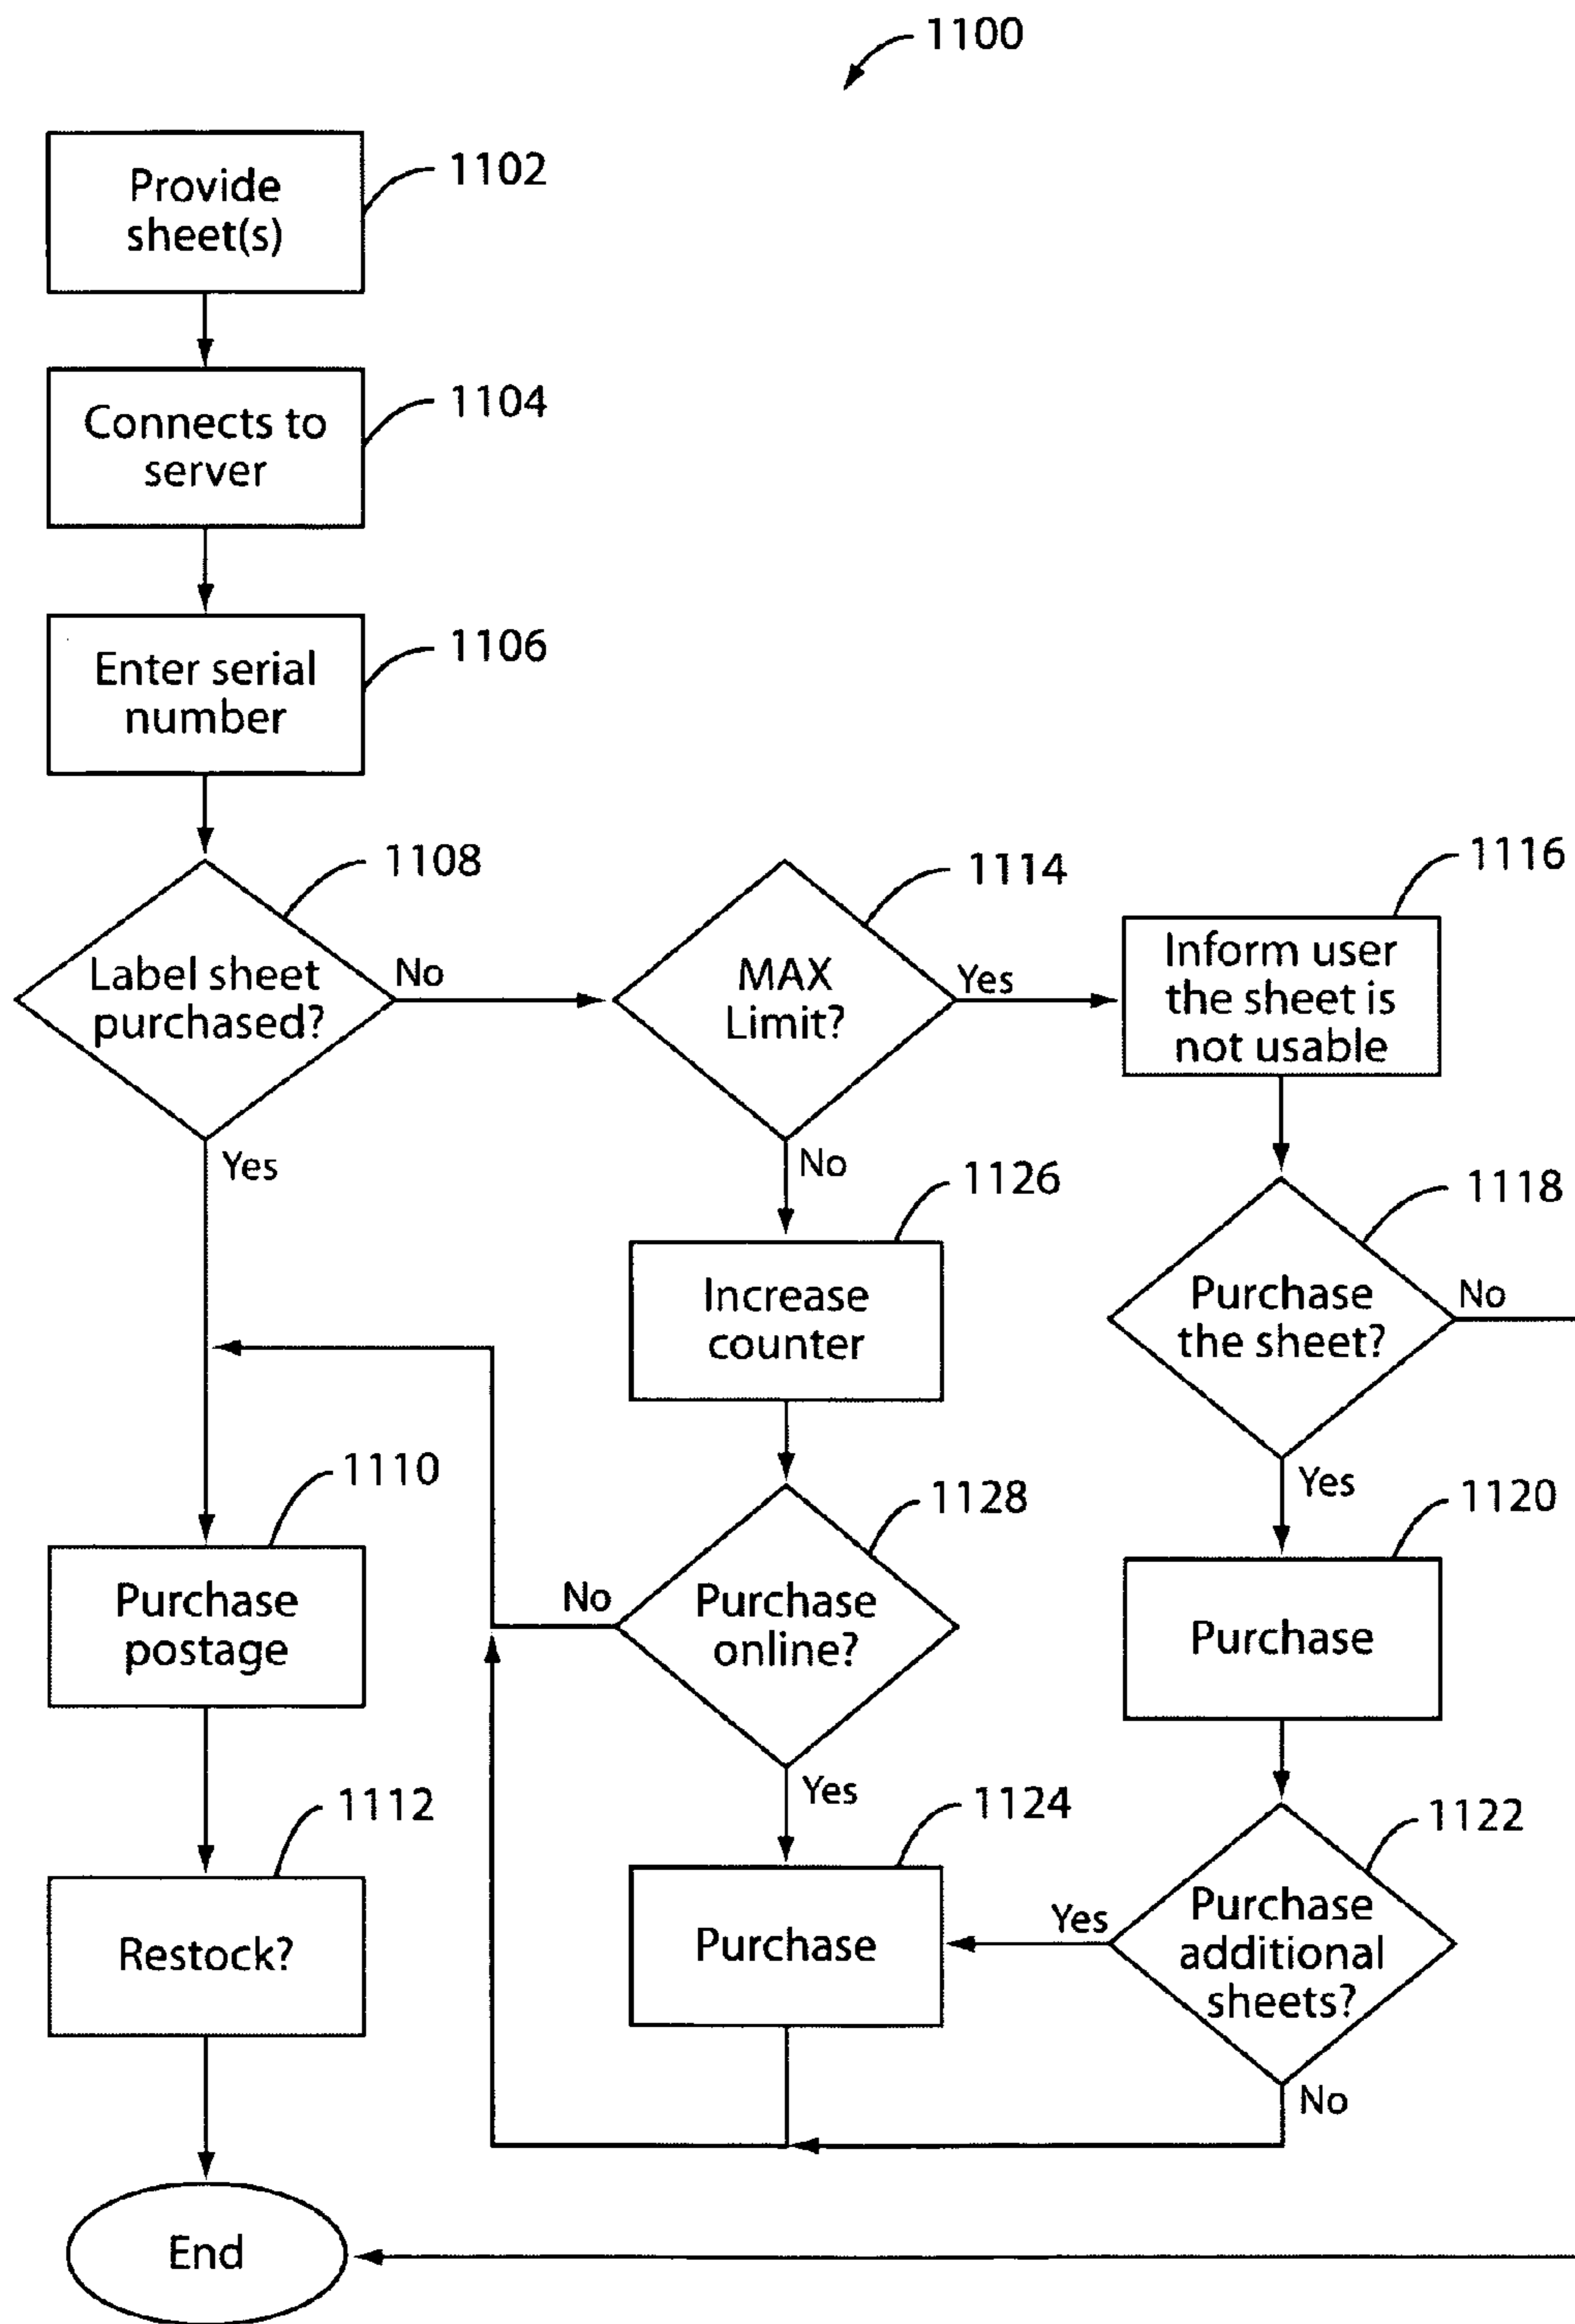 1100
Provide
sheet(s)
1102
Connects to
server
1104
Enter serial
number
1106
Label sheet
purchased?
1108
No
Yes
MAX
Limit?
1114
Yes
No
Inform user
the sheet is
not usable
1116
Purchase
the sheet?
1118
No
Yes
Increase
counter
1126
Purchase
online?
1128
No
Yes
Purchase
postage
1110
Purchase
1120
Restock?
1112
Purchase
1124
Purchase
additional
sheets?
1122
Yes
No
End